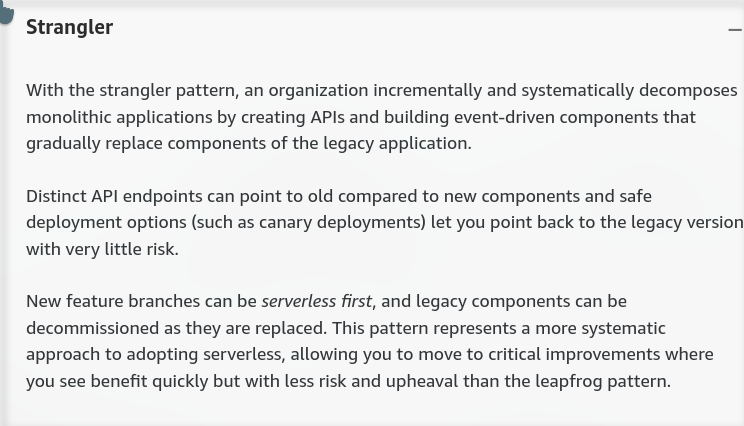 Strangler
With the strangler pattern, an organization incrementally and systematically decomposes
monolithic applications by creating APIs and building event-driven components that
gradually replace components of the legacy application.
Distinct API endpoints can point to old compared to new components and safe
deployment options (such as canary deployments) let you point back to the legacy version
with very little risk.
New feature branches can be serverless first, and legacy components can be
decommissioned as they are replaced. This pattern represents a more systematic
approach to adopting serverless, allowing you to move to critical improvements where
you see benefit quickly but with less risk and upheaval than the leapfrog pattern.